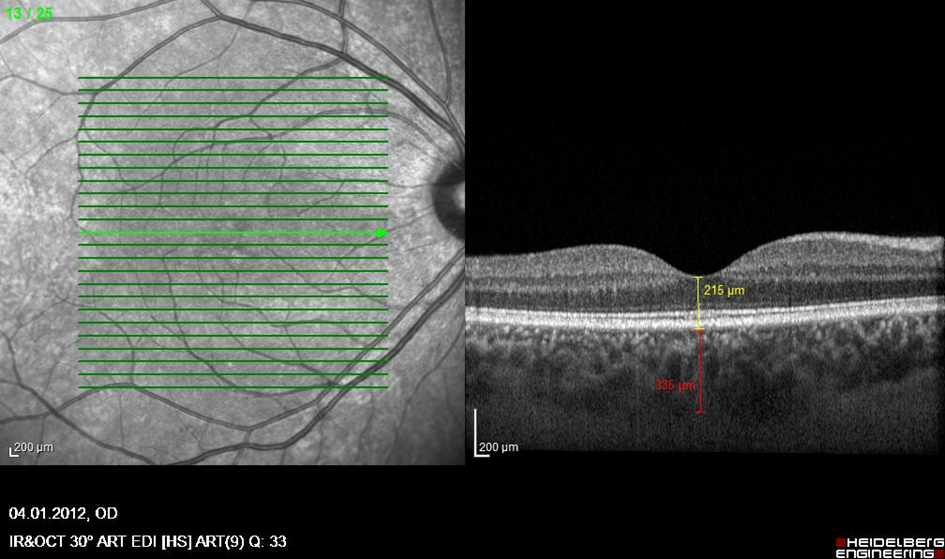 13 / 25
215 µm
335 µm
200 µm
200 µm
04.01.2012, OD
IR&OCT 30° ART EDI [HS] ART(9) Q: 33
HEIDELBERG
ENGINEERING